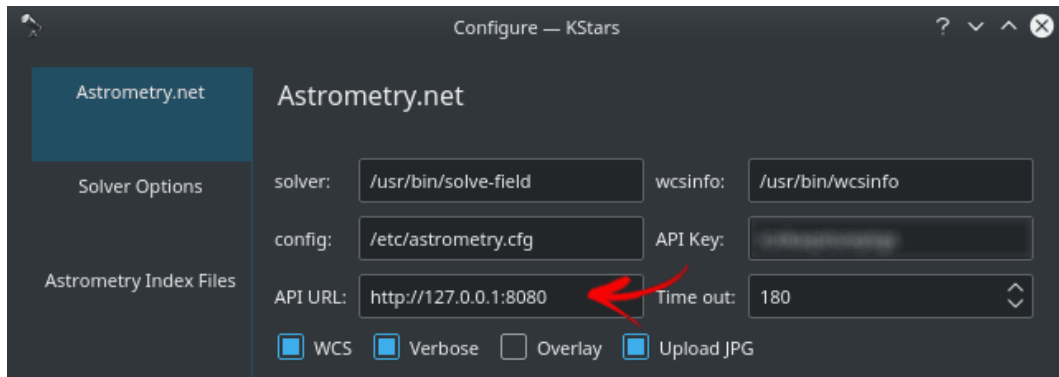 Configure — KStars
Astrometry.net
Solver Options
Astrometry Index Files
Astrometry.net
solver: /usr/bin/solve-field wcsinfo: /usr/bin/wcsinfo
config: /etc/astrometry.cfg API Key:
API URL: http://127.0.0.1:8080 Time out: 180
WCS Verbose Overlay Upload JPG